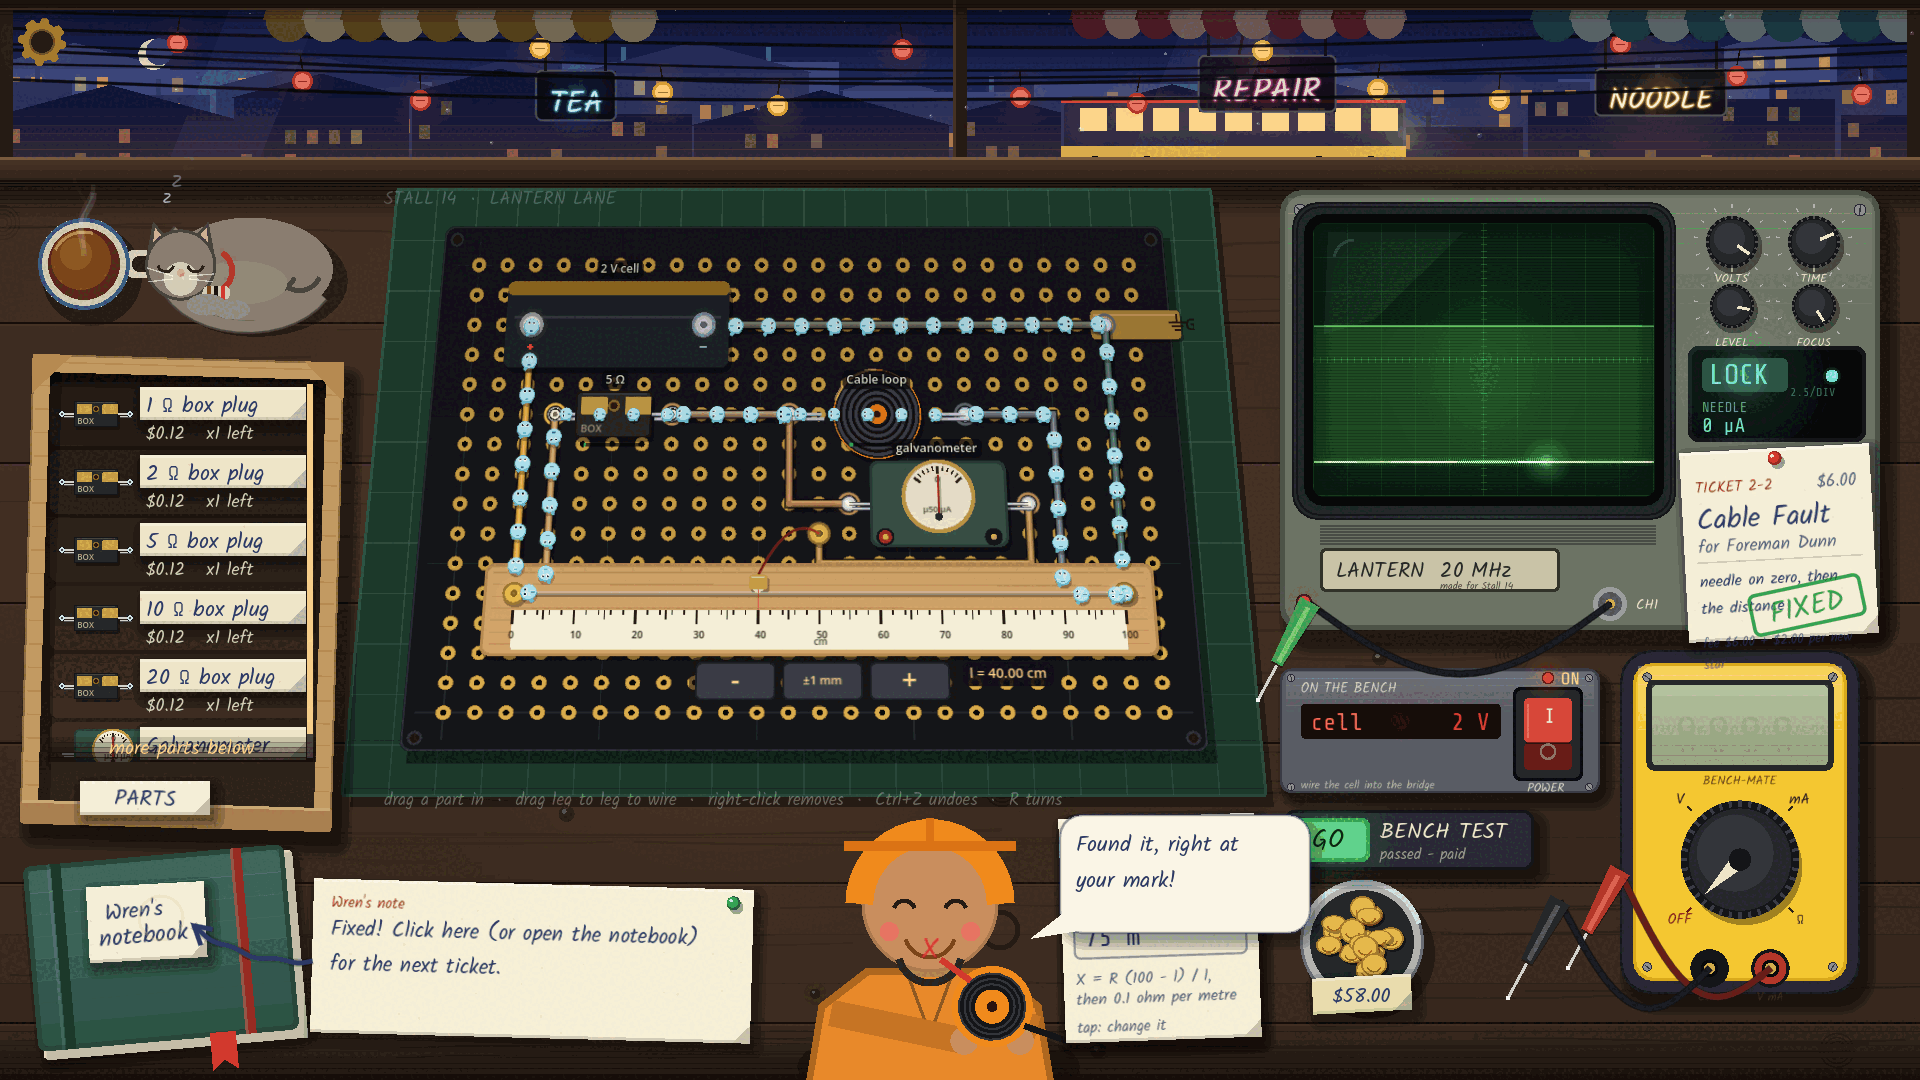 TEA
REPAIR
NOODLE
z
z
STALL 14 · LANTERN LANE
2 V cell
+
-
G
5 Ω
BOX
Cable loop
galvanometer
0 10 20 30 40 50 60 70 80 90 100
cm
-
±1 mm
+
l = 40.00 cm
drag a part in · drag leg to leg to wire · right-click removes · Ctrl+Z undoes · R turns
1 Ω box plug
BOX
$0.12 x1 left
2 Ω box plug
BOX
$0.12 x1 left
5 Ω box plug
BOX
$0.12 x1 left
10 Ω box plug
BOX
$0.12 x1 left
20 Ω box plug
BOX
$0.12 x1 left
Galvanometer
more parts below
PARTS
VOLTS
TIME
LEVEL
FOCUS
LOCK
2.5/DIV
NEEDLE
0 µA
LANTERN 20 MHz
made for Stall 14
CH1
TICKET 2-2 $6.00
Cable Fault
for Foreman Dunn
needle on zero, then
the distance
FIXED
ON THE BENCH
ON
cell 2 V
I
wire the cell into the bridge
POWER
GO
BENCH TEST
passed - paid
BENCH-MATE
V
mA
OFF
Ω
$58.00
Wren's
notebook
Wren's note
Fixed! Click here (or open the notebook)
for the next ticket.
Found it, right at
your mark!
75 m
X = R (100 - l) / l,
then 0.1 ohm per metre
tap: change it